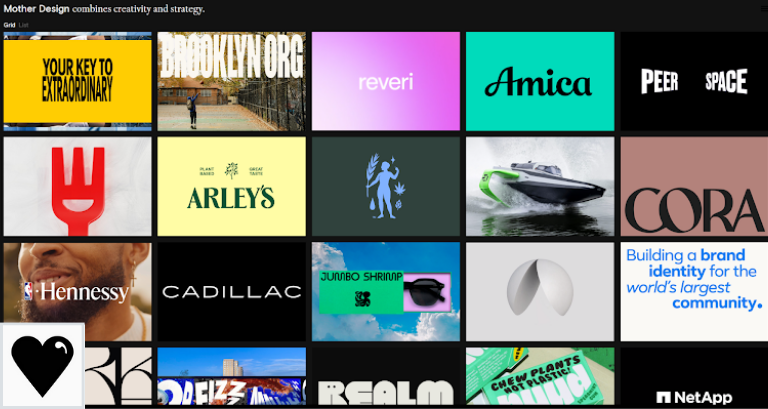 Mother Design combines creativity and strategy.
Grid List
YOUR KEY TO
EXTRAORDINARY
BROOKLYN ORG
reveri
Amica
PEER SPACE
PLANT
BASED
GREAT
TASTE
ARLEY'S
CORA
NBA
Hennessy
CADILLAC
JUMBO SHRIMP
Building a brand
identity for the
world's largest
community.
REALM
CHEW PLANTS
NOT PLASTIC!
NetApp